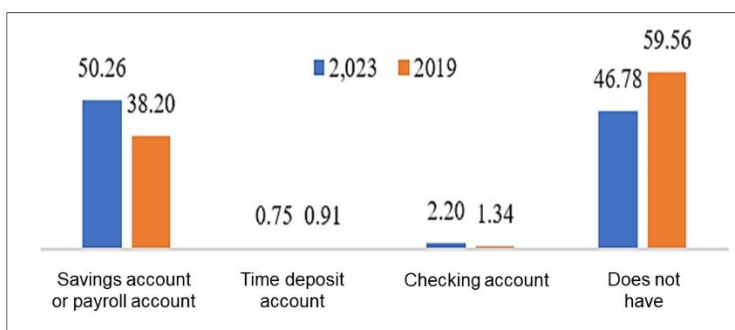 59.56
50.26
2,023 2019
46.78
38.20
2.20
0.75 0.91
1.34
Savings account
or payroll account
Time deposit
account
Checking account
Does not
have